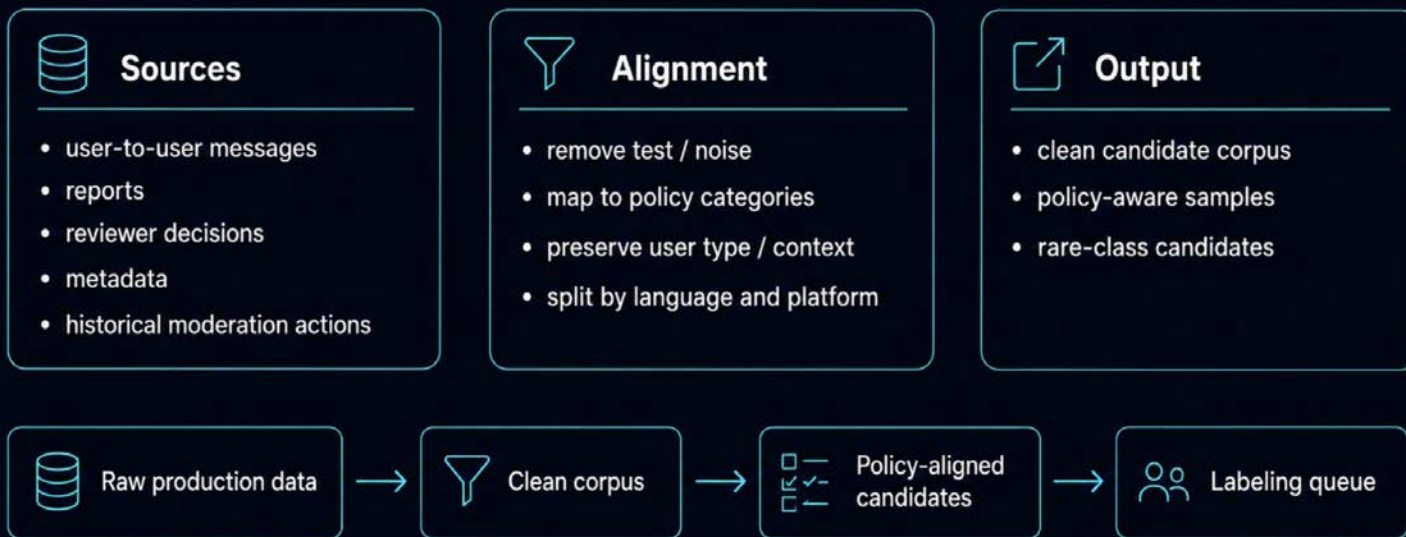 Sources
• user-to-user messages
• reports
• reviewer decisions
• metadata
• historical moderation actions
Alignment
• remove test / noise
• map to policy categories
• preserve user type / context
• split by language and platform
Output
• clean candidate corpus
• policy-aware samples
• rare-class candidates
Raw production data
Clean corpus
Policy-aligned
candidates
Labeling queue